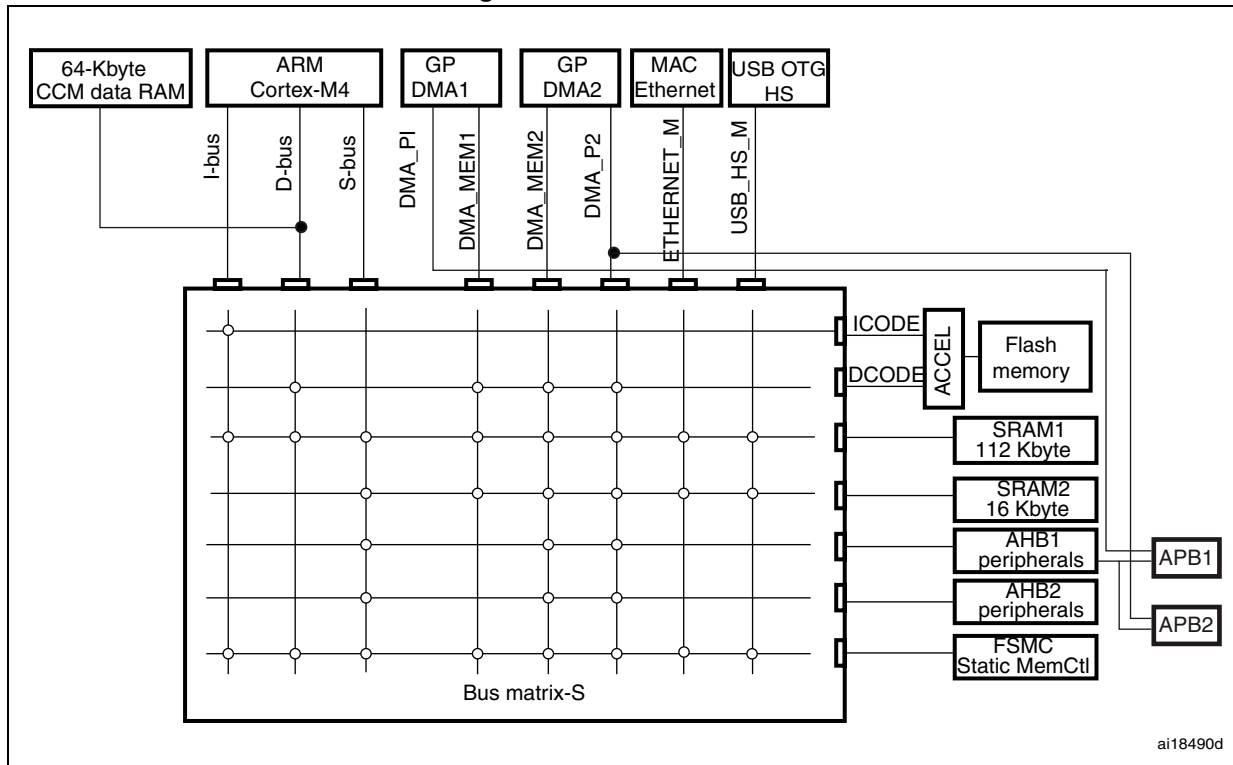 64-Kbyte
CCM data RAM
ARM
Cortex-M4
GP
DMA1
GP
DMA2
MAC
Ethernet
USB OTG
HS
I-bus
D-bus
S-bus
DMA_PI
DMA_MEM1
DMA_MEM2
DMA_P2
ETHERNET_M
USB_HS_M
ICODE
DCODE
ACCEL
Flash
memory
SRAM1
112 Kbyte
SRAM2
16 Kbyte
AHB1
peripherals
AHB2
peripherals
FSMC
Static MemCtl
APB1
APB2
Bus matrix-S
ai18490d